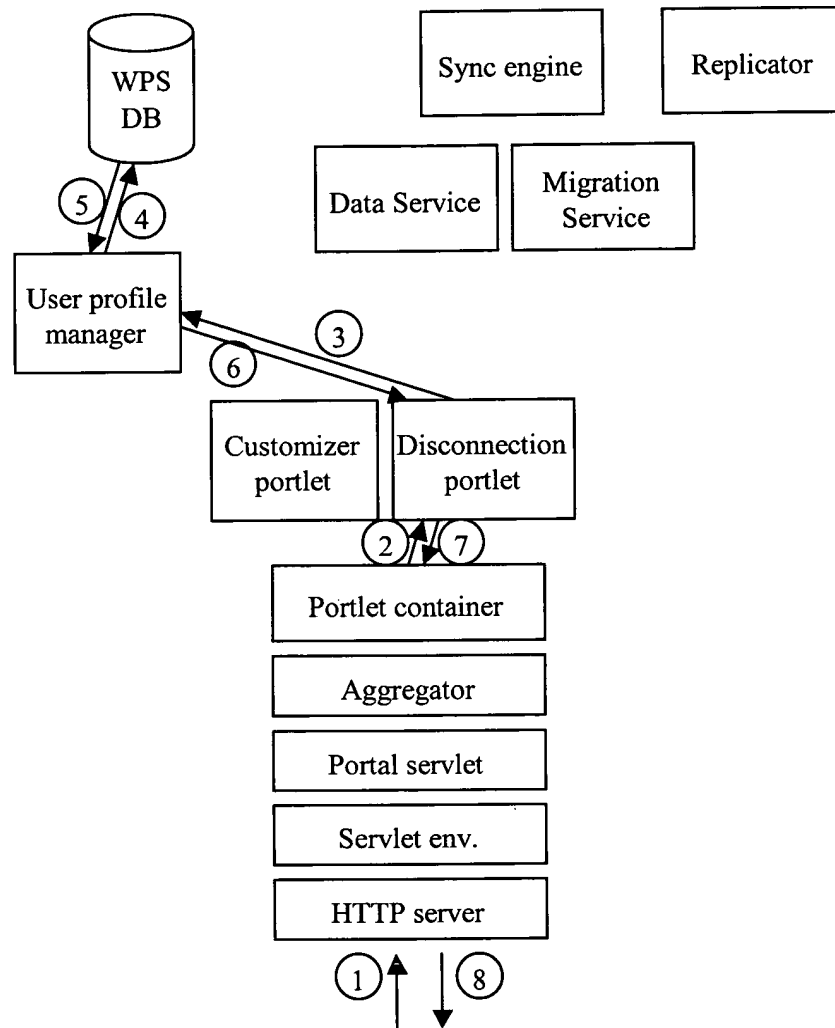 WPS
DB
Sync engine
Replicator
Data Service
Migration
Service
5
4
User profile
manager
3
6
Customizer
portlet
Disconnection
portlet
2
7
Portlet container
Aggregator
Portal servlet
Servlet env.
HTTP server
1
8